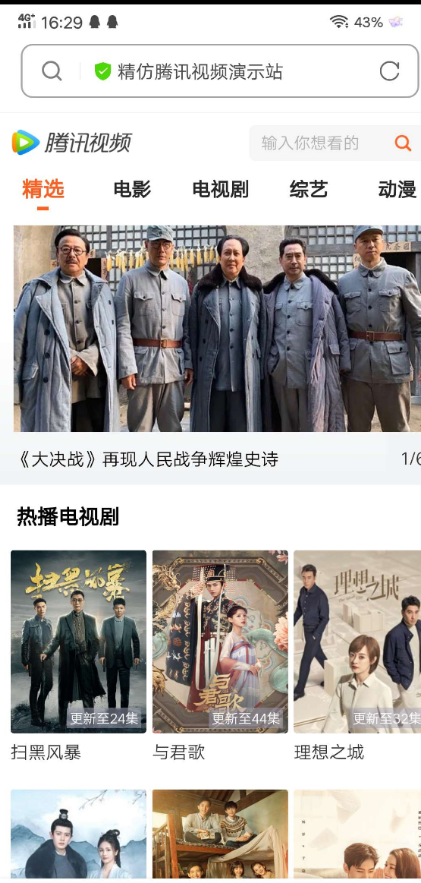 4G+ 16:29 43%
精仿腾讯视频演示站
腾讯视频 输入你想看的
精选 电影 电视剧 综艺 动漫
《大决战》再现人民战争辉煌史诗 1/6
热播电视剧
扫黑风暴 与君歌 理想之城
更新至24集 更新至44集 更新至32集
扫黑风暴 与君歌 理想之城